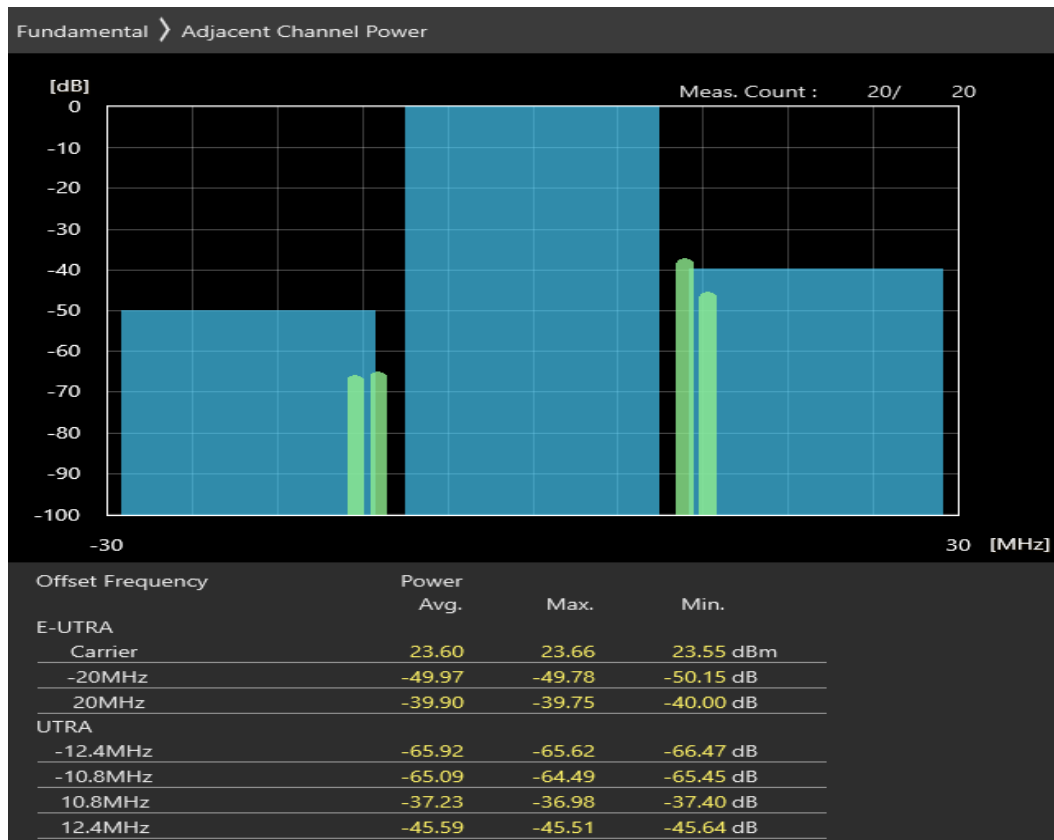 Fundamental ❭ Adjacent Channel Power
[dB]
Meas. Count : 20/ 20
0
-10
-20
-30
-40
-50
-60
-70
-80
-90
-100
-30 30 [MHz]
Offset Frequency Power
Avg. Max. Min.
E-UTRA
Carrier 23.60 23.66 23.55 dBm
-20MHz -49.97 -49.78 -50.15 dB
20MHz -39.90 -39.75 -40.00 dB
UTRA
-12.4MHz -65.92 -65.62 -66.47 dB
-10.8MHz -65.09 -64.49 -65.45 dB
10.8MHz -37.23 -36.98 -37.40 dB
12.4MHz -45.59 -45.51 -45.64 dB